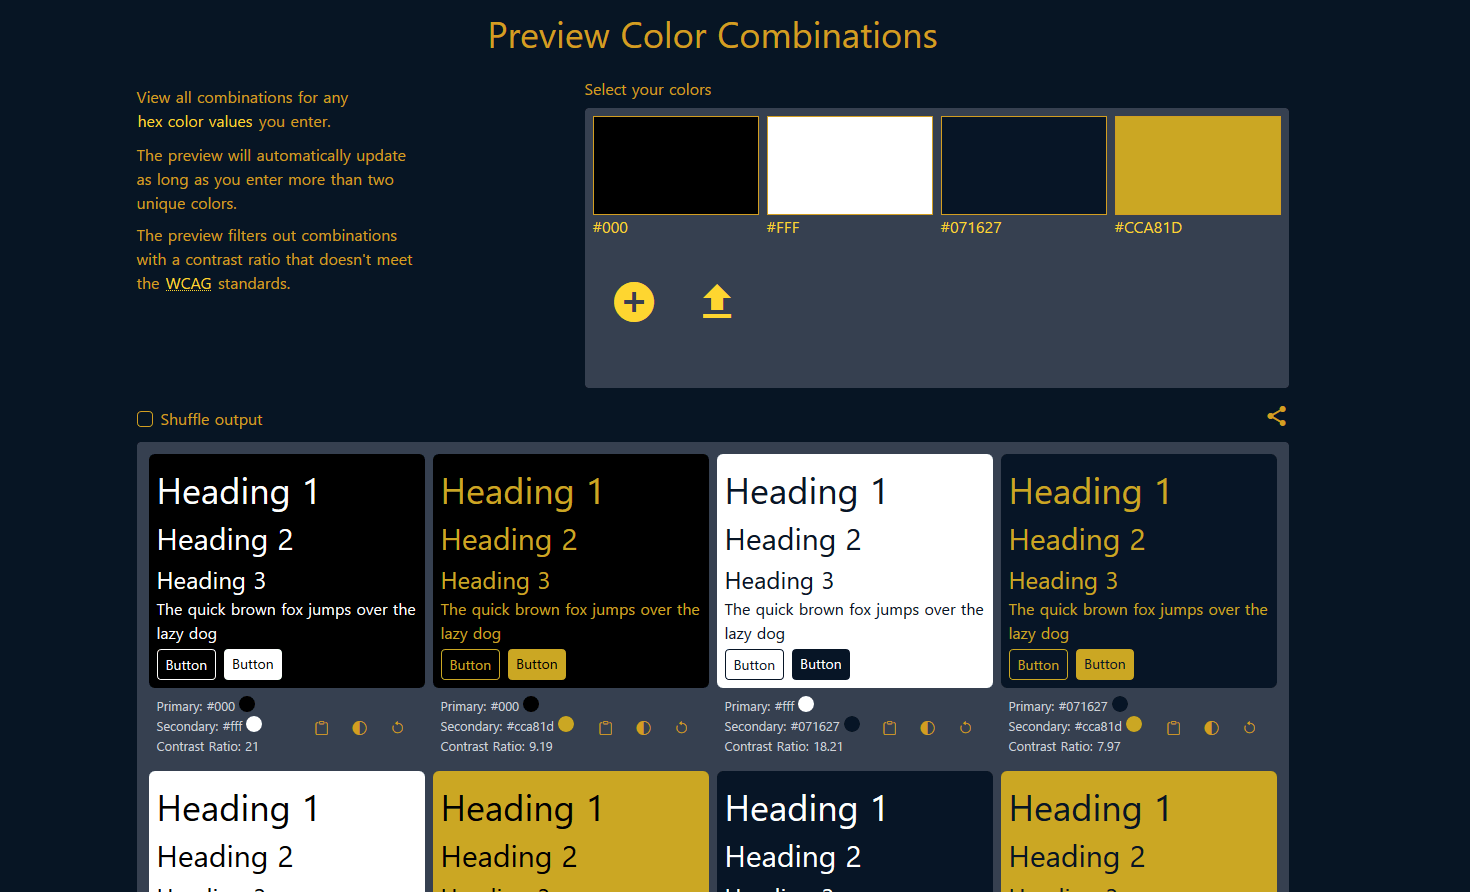 Preview Color Combinations
View all combinations for any
hex color values you enter.
The preview will automatically update
as long as you enter more than two
unique colors.
The preview filters out combinations
with a contrast ratio that doesn't meet
the WCAG standards.
Select your colors
#000
#FFF
#071627
#CCA81D
Shuffle output
Heading 1
Heading 2
Heading 3
The quick brown fox jumps over the
lazy dog
Button Button
Primary: #000
Secondary: #fff
Contrast Ratio: 21
Heading 1
Heading 2
Heading 3
The quick brown fox jumps over the
lazy dog
Button Button
Primary: #000
Secondary: #cca81d
Contrast Ratio: 9.19
Heading 1
Heading 2
Heading 3
The quick brown fox jumps over the
lazy dog
Button Button
Primary: #fff
Secondary: #071627
Contrast Ratio: 18.21
Heading 1
Heading 2
Heading 3
The quick brown fox jumps over the
lazy dog
Button Button
Primary: #071627
Secondary: #cca81d
Contrast Ratio: 7.97
Heading 1
Heading 2
Heading 1
Heading 2
Heading 1
Heading 2
Heading 1
Heading 2